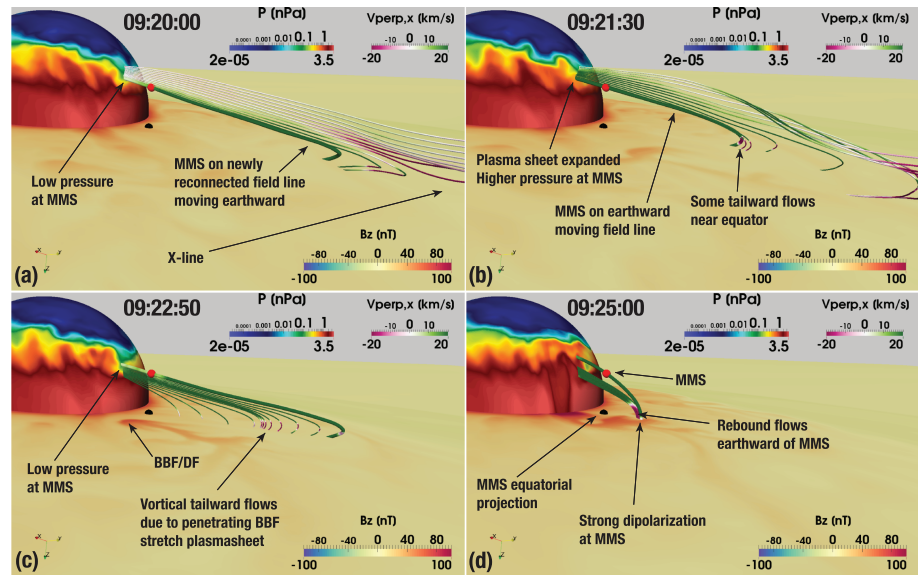 09:20:00
P (nPa)
Vperp,x (km/s)
0.0001 0.001 0.01 0.1 1
-10 0 10
2e-05
3.5
-20
20
Low pressure
at MMS
MMS on newly
reconnected field line
moving earthward
X-line
Bz (nT)
-80 -40 0 40 80
-100
100
(a)
09:21:30
P (nPa)
Vperp,x (km/s)
0.0001 0.001 0.01 0.1 1
-10 0 10
2e-05
3.5
-20
20
Plasma sheet expanded
Higher pressure at MMS
MMS on earthward
moving field line
Some tailward flows
near equator
Bz (nT)
-80 -40 0 40 80
-100
100
(b)
09:22:50
P (nPa)
Vperp,x (km/s)
0.0001 0.001 0.01 0.1 1
-10 0 10
2e-05
3.5
-20
20
Low pressure
at MMS
BBF/DF
Vortical tailward flows
due to penetrating BBF
stretch plasmasheet
Bz (nT)
-80 -40 0 40 80
-100
100
(c)
09:25:00
P (nPa)
Vperp,x (km/s)
0.0001 0.001 0.01 0.1 1
-10 0 10
2e-05
3.5
-20
20
MMS
Rebound flows
earthward of MMS
MMS equatorial
projection
Strong dipolarization
at MMS
Bz (nT)
-80 -40 0 40 80
-100
100
(d)